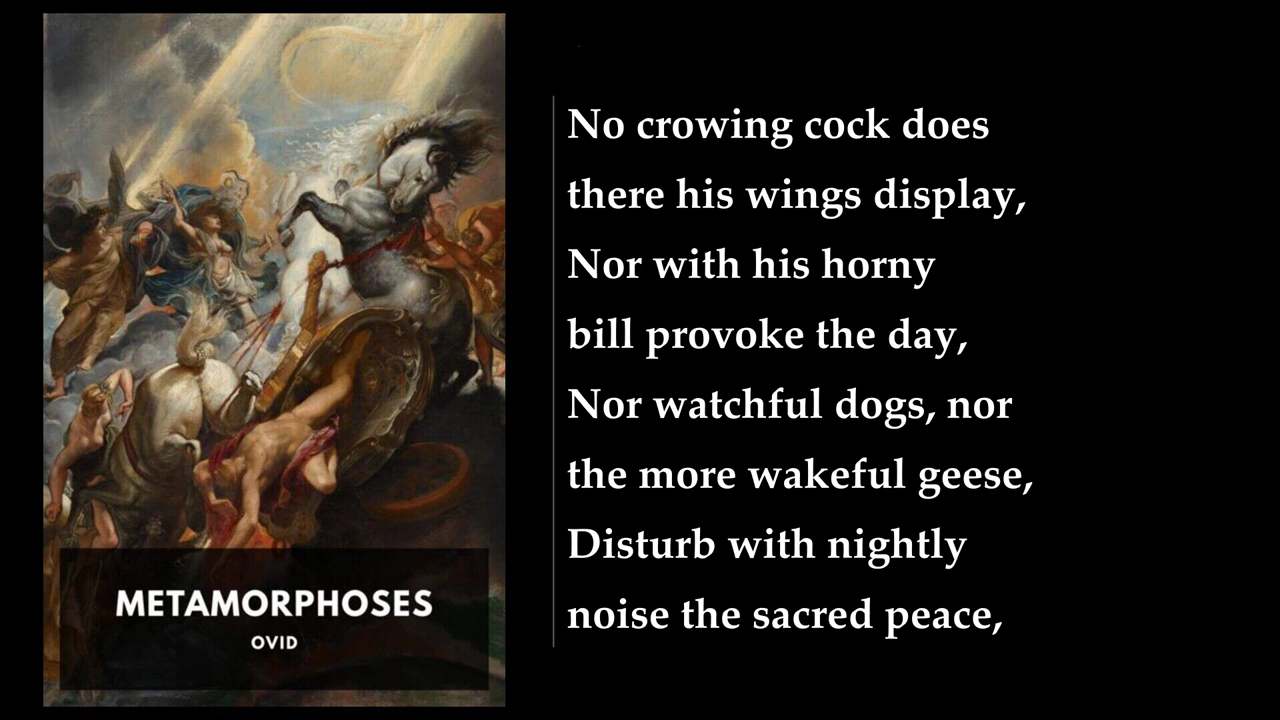 METAMORPHOSES
OVID
No crowing cock does
there his wings display,
Nor with his horny
bill provoke the day,
Nor watchful dogs, nor
the more wakeful geese,
Disturb with nightly
noise the sacred peace,